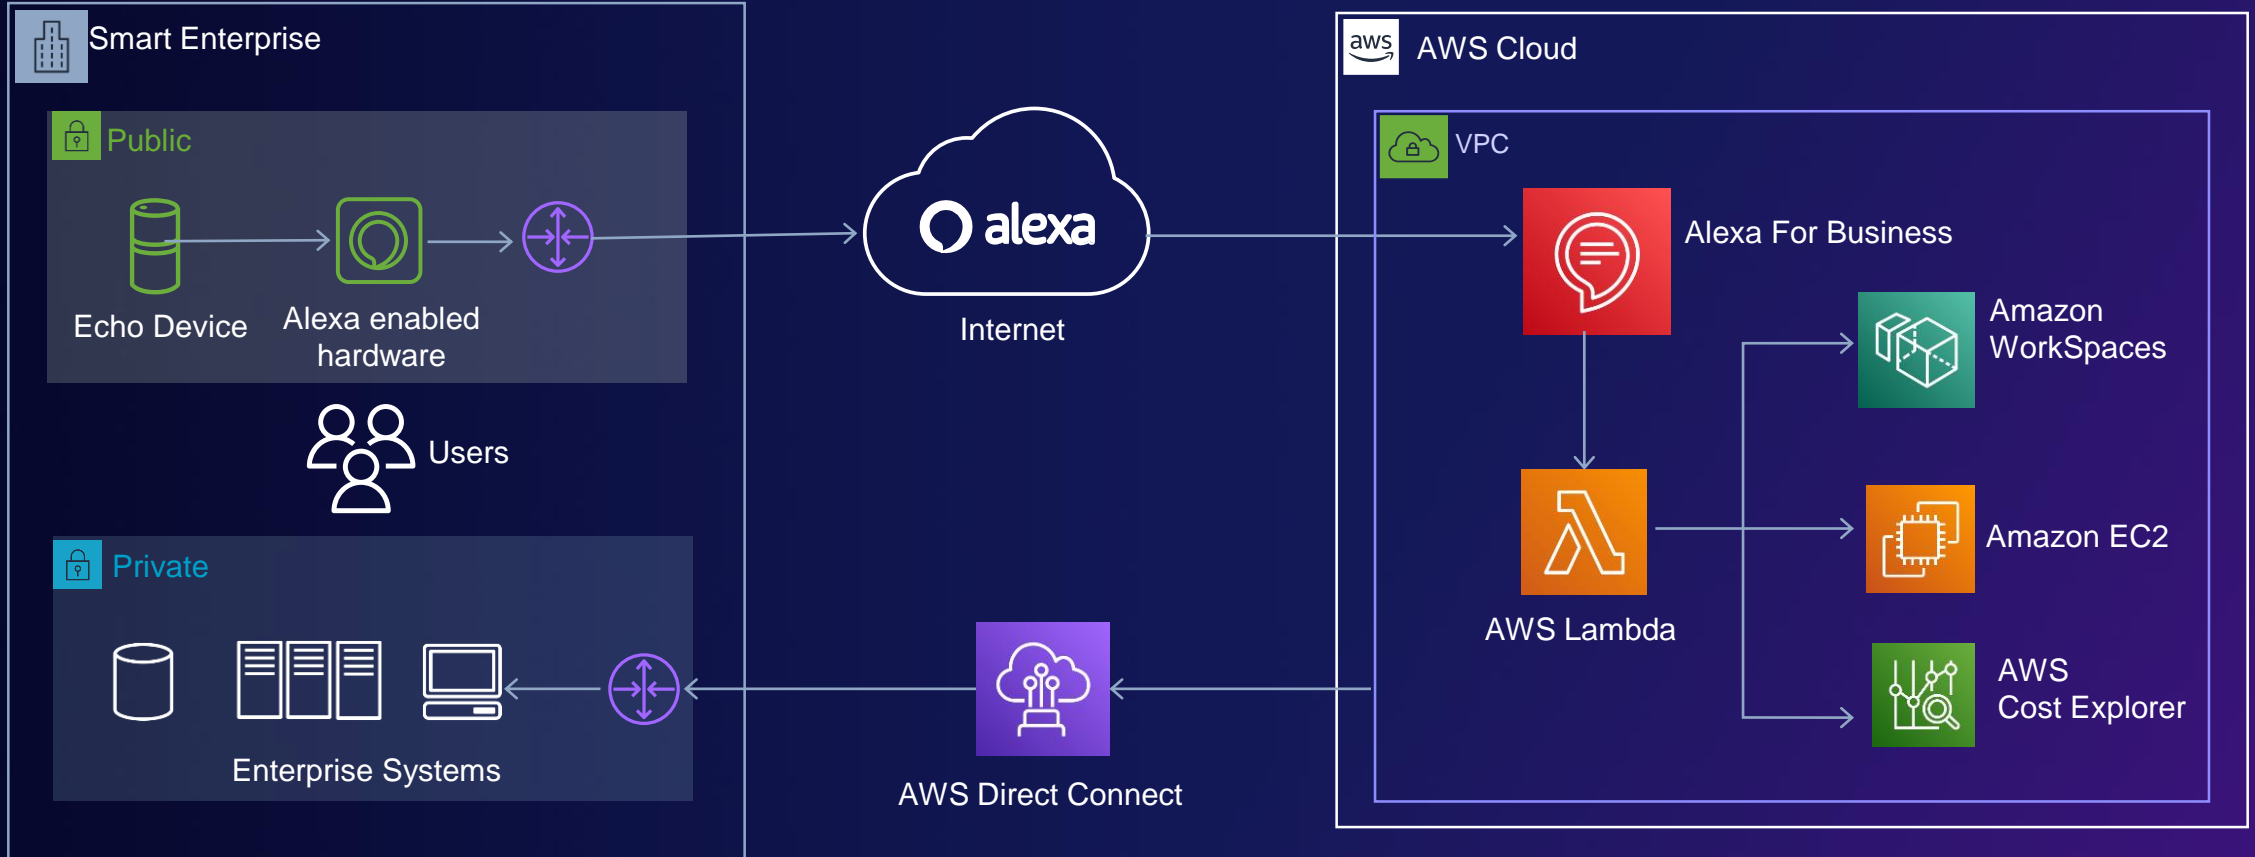 Smart Enterprise
Public
Echo Device
Alexa enabled
hardware
Users
Private
Enterprise Systems
alexa
Internet
AWS Direct Connect
aws
AWS Cloud
VPC
Alexa For Business
Amazon
WorkSpaces
AWS Lambda
Amazon EC2
AWS
Cost Explorer